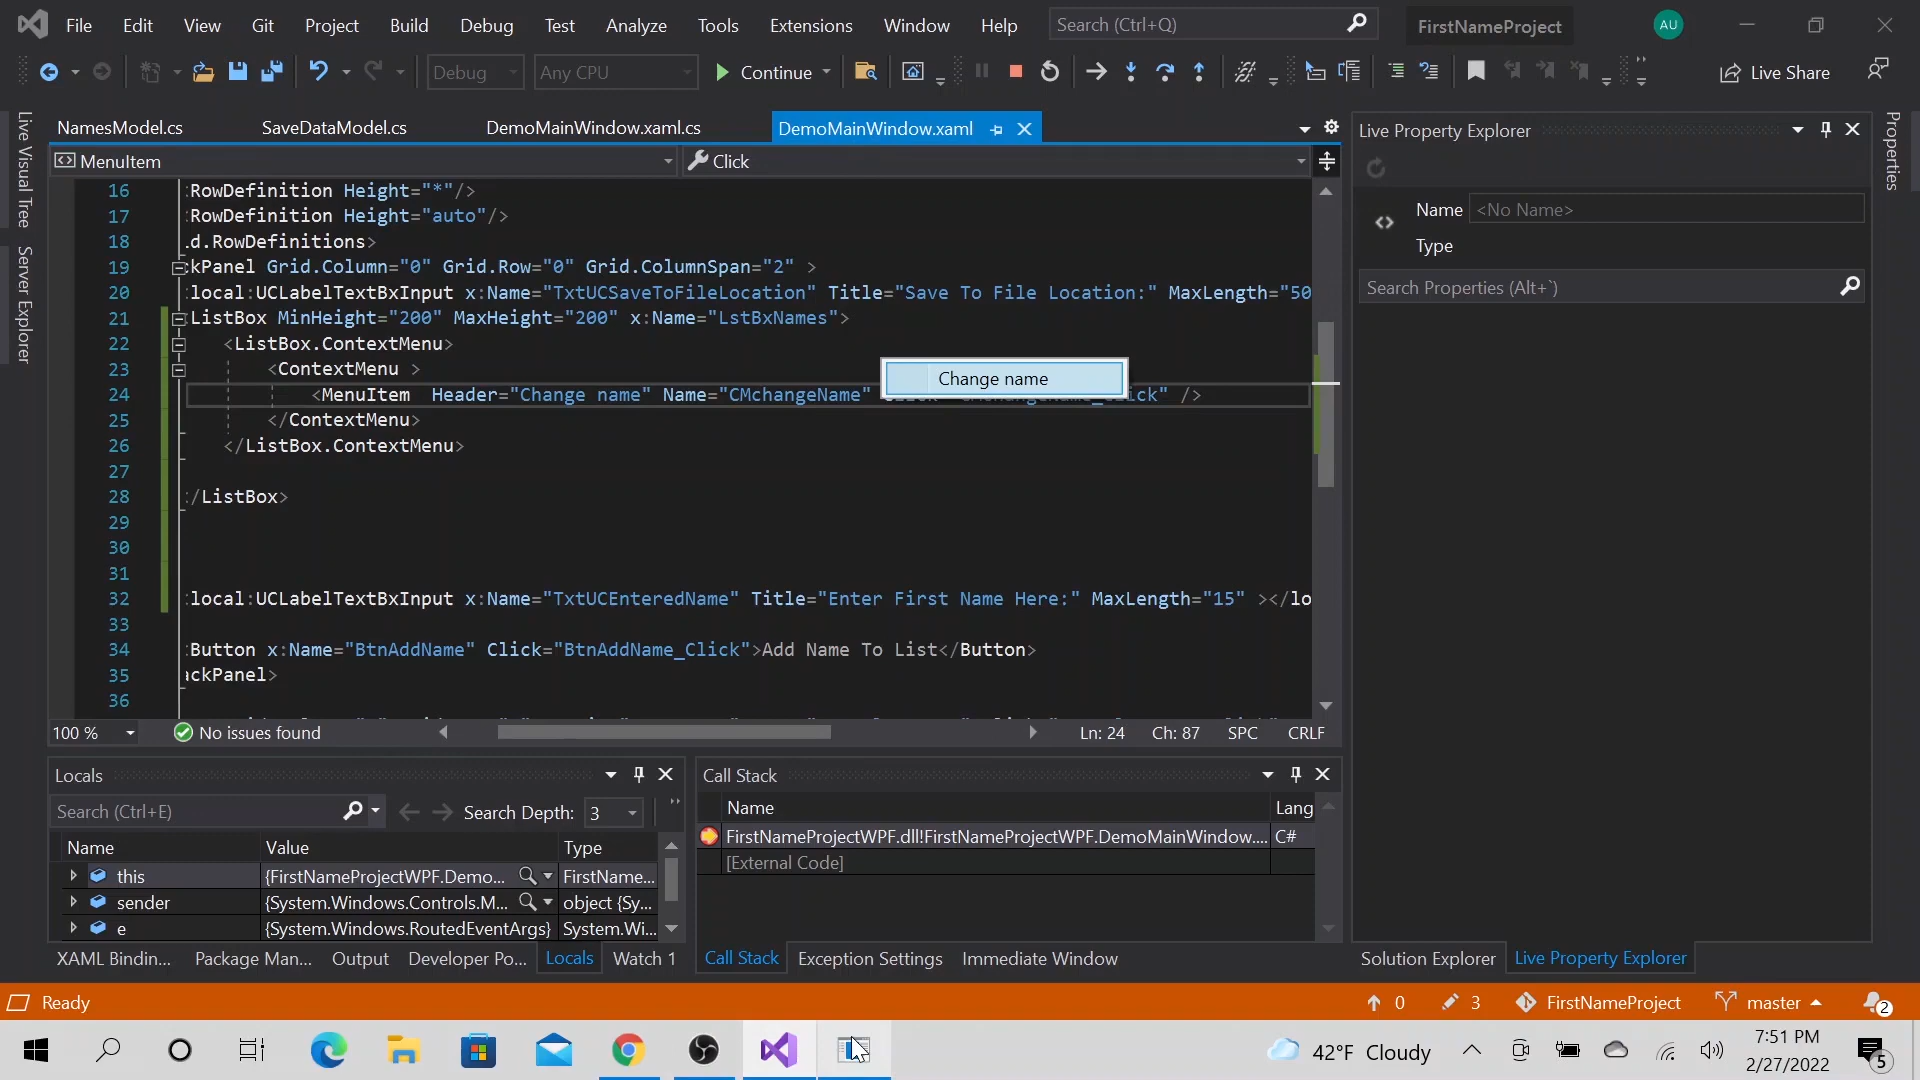 File Edit View Git Project Build Debug Test Analyze Tools Extensions Window Help Search (Ctrl+Q) FirstNameProject AU
Debug Any CPU Continue Live Share
NamesModel.cs SaveDataModel.cs DemoMainWindow.xaml.cs DemoMainWindow.xaml
MenuItem Click
16 :RowDefinition Height="*"/>
17 :RowDefinition Height="auto"/>
18 .d.RowDefinitions>
19 :kPanel Grid.Column="0" Grid.Row="0" Grid.ColumnSpan="2" >
20 :local:UCLabelTextBxInput x:Name="TxtUCSaveToFileLocation" Title="Save To File Location:" MaxLength="50
21 :ListBox MinHeight="200" MaxHeight="200" x:Name="LstBxNames">
22 <ListBox.ContextMenu>
23 <ContextMenu >
Change name
24 <MenuItem Header="Change name" Name="CMchangeName" Click" />
25 </ContextMenu>
26 </ListBox.ContextMenu>
27
28 :/ListBox>
29
30
31
32 :local:UCLabelTextBxInput x:Name="TxtUCEnteredName" Title="Enter First Name Here:" MaxLength="15" ></lo
33
34 :Button x:Name="BtnAddName" Click="BtnAddName_Click">Add Name To List</Button>
35 ackPanel>
36
100 % No issues found Ln: 24 Ch: 87 SPC CRLF
Live Visual Tree
Server Explorer
Live Property Explorer
Name <No Name>
Type
Search Properties (Alt+`)
Properties
Locals
Search (Ctrl+E) Search Depth: 3
Name Value Type
this {FirstNameProjectWPF.Demo... FirstName...
sender {System.Windows.Controls.M... object {Sy...
e {System.Windows.RoutedEventArgs} System.Wi...
XAML Bindin... Package Man... Output Developer Po... Locals Watch 1
Call Stack
Name Lang
FirstNameProjectWPF.dll!FirstNameProjectWPF.DemoMainWindow.... C#
[External Code]
Call Stack Exception Settings Immediate Window
Solution Explorer Live Property Explorer
Ready 0 3 FirstNameProject master 2
42°F Cloudy 7:51 PM
2/27/2022 5